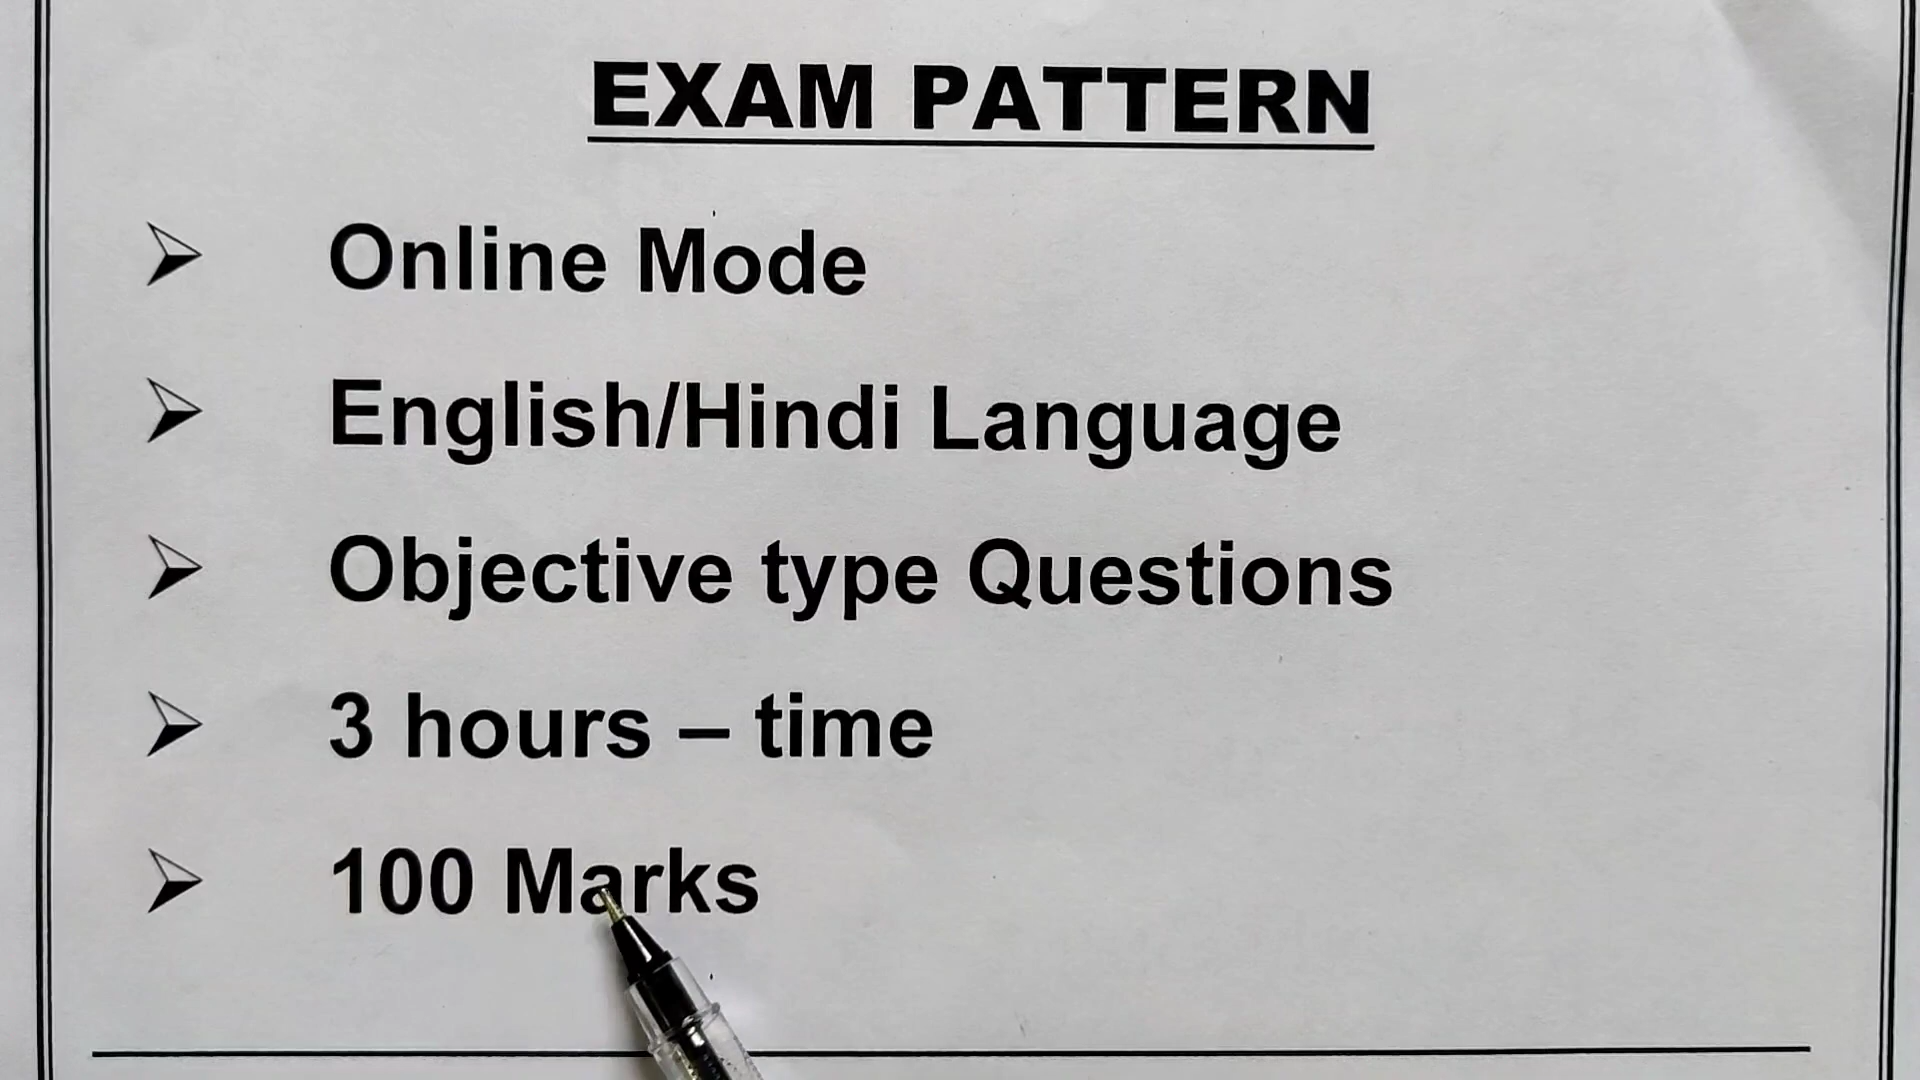 EXAM PATTERN
➢ Online Mode
➢ English/Hindi Language
➢ Objective type Questions
➢ 3 hours – time
➢ 100 Marks